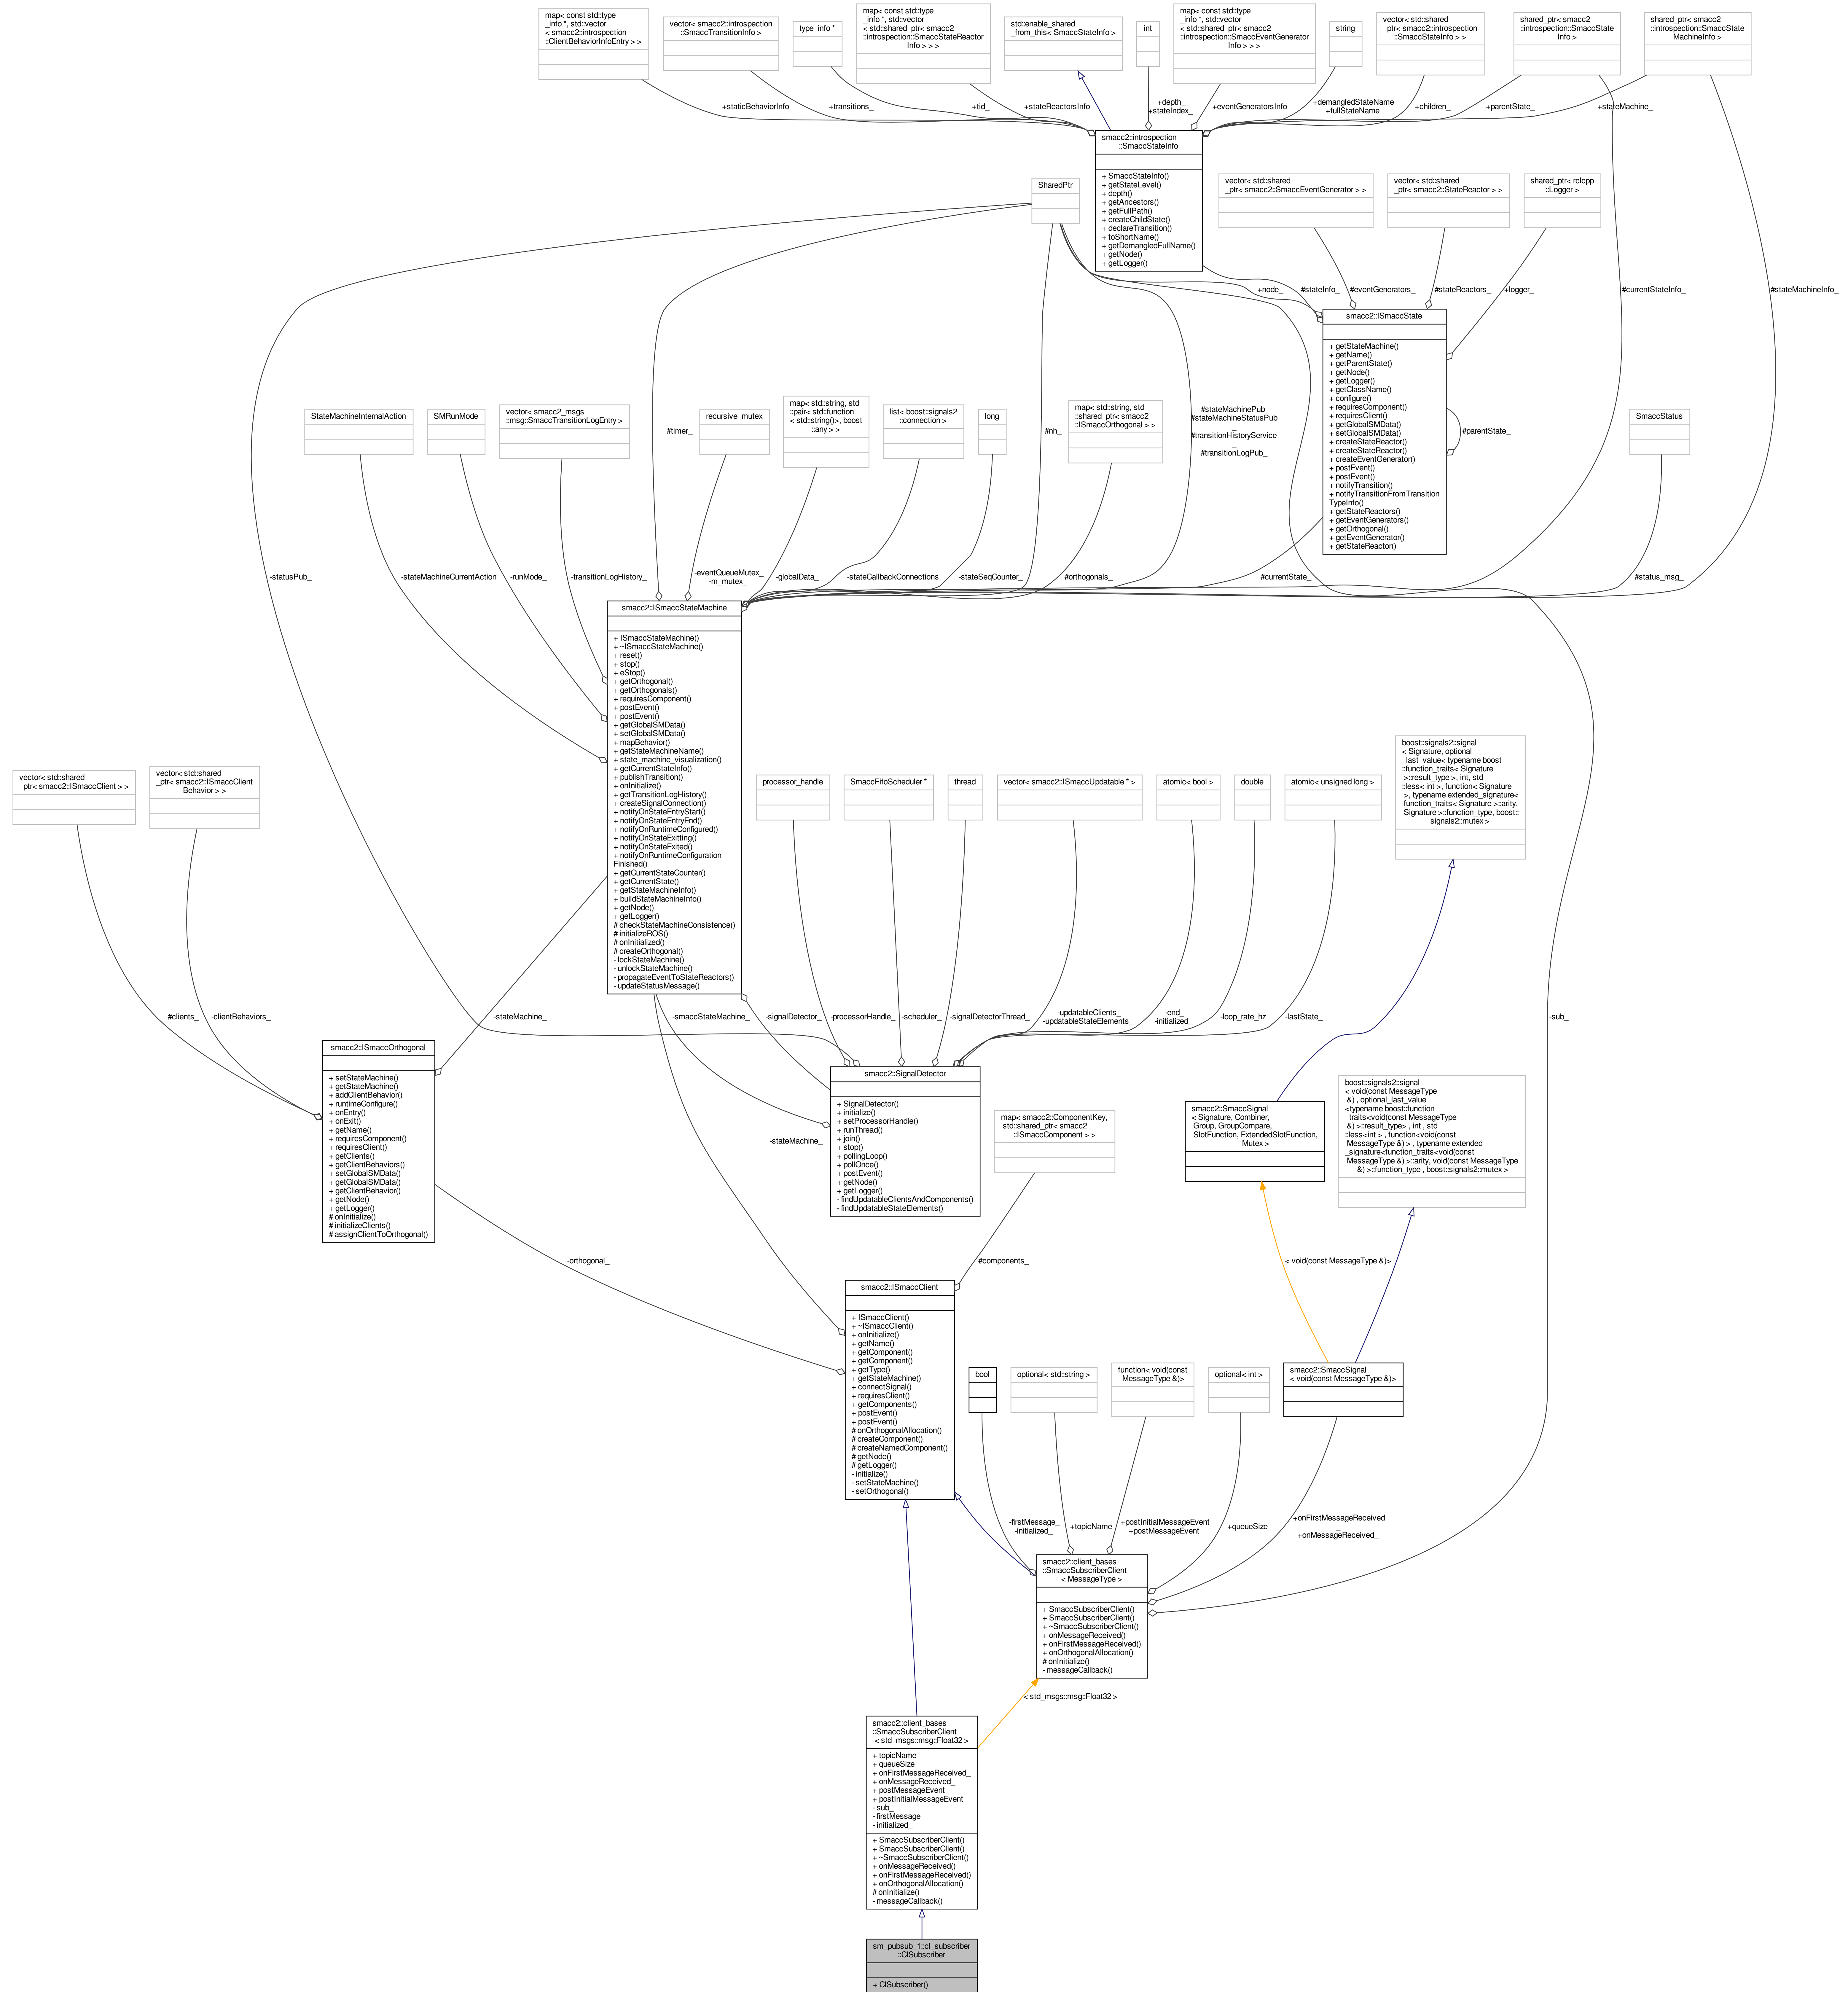 map< const std::type
_info *, std::vector
< smacc2::introspection
::ClientBehaviorInfoEntry > >
vector< smacc2::introspection
::SmaccTransitionInfo >
type_info *
map< const std::type
_info *, std::vector
< std::shared_ptr< smacc2
::introspection::SmaccStateReactor
Info > > >
std::enable_shared
_from_this< SmaccStateInfo >
int
map< const std::type
_info *, std::vector
< std::shared_ptr< smacc2
::introspection::SmaccEventGenerator
Info > > >
string
vector< std::shared
_ptr< smacc2::introspection
::SmaccStateInfo > >
shared_ptr< smacc2
::introspection::SmaccState
Info >
shared_ptr< smacc2
::introspection::SmaccState
MachineInfo >
+staticBehaviorInfo
+transitions_
+tid_
+stateReactorsInfo
+depth_
+stateIndex_
+eventGeneratorsInfo
+demangledStateName
+fullStateName
+children_
+parentState_
+stateMachine_
smacc2::introspection
::SmaccStateInfo
+ SmaccStateInfo()
+ getStateLevel()
+ depth()
+ getAncestors()
+ getFullPath()
+ createChildState()
+ declareTransition()
+ toShortName()
+ getDemangledFullName()
+ getNode()
+ getLogger()
SharedPtr
vector< std::shared
_ptr< smacc2::SmaccEventGenerator > >
vector< std::shared
_ptr< smacc2::StateReactor > >
shared_ptr< rclcpp
::Logger >
+node_
#stateInfo_
#eventGenerators_
#stateReactors_
+logger_
#currentStateInfo_
#stateMachineInfo_
smacc2::ISmaccState
+ getStateMachine()
+ getName()
+ getParentState()
+ getNode()
+ getLogger()
+ getClassName()
+ configure()
+ requiresComponent()
+ requiresClient()
+ getGlobalSMData()
+ setGlobalSMData()
+ createStateReactor()
+ createStateReactor()
+ createEventGenerator()
+ postEvent()
+ postEvent()
+ notifyTransition()
+ notifyTransitionFromTransition
TypeInfo()
+ getStateReactors()
+ getEventGenerators()
+ getOrthogonal()
+ getEventGenerator()
+ getStateReactor()
#parentState_
StateMachineInternalAction
SMRunMode
vector< smacc2_msgs
::msg::SmaccTransitionLogEntry >
#timer_
recursive_mutex
map< std::string, std
::pair< std::function
< std::string()>, boost
::any > >
list< boost::signals2
::connection >
long
#nh_
map< std::string, std
::shared_ptr< smacc2
::ISmaccOrthogonal > >
#stateMachinePub_
#stateMachineStatusPub
_
#transitionHistoryService
_
#transitionLogPub_
SmaccStatus
-statusPub_
-stateMachineCurrentAction
-runMode_
-transitionLogHistory_
-eventQueueMutex_
-m_mutex_
-globalData_
-stateCallbackConnections
-stateSeqCounter_
#orthogonals_
#currentState_
#status_msg_
smacc2::ISmaccStateMachine
+ ISmaccStateMachine()
+ ~ISmaccStateMachine()
+ reset()
+ stop()
+ eStop()
+ getOrthogonal()
+ getOrthogonals()
+ requiresComponent()
+ postEvent()
+ postEvent()
+ getGlobalSMData()
+ setGlobalSMData()
+ mapBehavior()
+ getStateMachineName()
+ state_machine_visualization()
+ getCurrentStateInfo()
+ publishTransition()
+ onInitialize()
+ getTransitionLogHistory()
+ createSignalConnection()
+ notifyOnStateEntryStart()
+ notifyOnStateEntryEnd()
+ notifyOnRuntimeConfigured()
+ notifyOnStateExitting()
+ notifyOnStateExited()
+ notifyOnRuntimeConfiguration
Finished()
+ getCurrentStateCounter()
+ getCurrentState()
+ getStateMachineInfo()
+ buildStateMachineInfo()
+ getNode()
+ getLogger()
# checkStateMachineConsistence()
# initializeROS()
# onInitialized()
# createOrthogonal()
- lockStateMachine()
- unlockStateMachine()
- propagateEventToStateReactors()
- updateStatusMessage()
vector< std::shared
_ptr< smacc2::ISmaccClient > >
vector< std::shared
_ptr< smacc2::ISmaccClient
Behavior > >
processor_handle
SmaccFifoScheduler *
thread
vector< smacc2::ISmaccUpdatable * >
atomic< bool >
double
atomic< unsigned long >
boost::signals2::signal
< Signature, optional
_last_value< typename boost
::function_traits< Signature
>::result_type >, int, std
::less< int >, function< Signature
>, typename extended_signature<
function_traits< Signature >::arity,
Signature >::function_type, boost::
signals2::mutex >
#clients_
-clientBehaviors_
-stateMachine_
-smaccStateMachine_
-signalDetector_
-processorHandle_
-scheduler_
-signalDetectorThread_
-updatableClients_
-updatableStateElements_
-end_
-initialized_
-loop_rate_hz
-lastState_
-sub_
smacc2::ISmaccOrthogonal
+ setStateMachine()
+ getStateMachine()
+ addClientBehavior()
+ runtimeConfigure()
+ onEntry()
+ onExit()
+ getName()
+ requiresComponent()
+ requiresClient()
+ getClients()
+ getClientBehaviors()
+ setGlobalSMData()
+ getGlobalSMData()
+ getClientBehavior()
+ getNode()
+ getLogger()
# onInitialize()
# initializeClients()
# assignClientToOrthogonal()
smacc2::SignalDetector
+ SignalDetector()
+ initialize()
+ setProcessorHandle()
+ runThread()
+ join()
+ stop()
+ pollingLoop()
+ pollOnce()
+ postEvent()
+ getNode()
+ getLogger()
- findUpdatableClientsAndComponents()
- findUpdatableStateElements()
-stateMachine_
map< smacc2::ComponentKey,
std::shared_ptr< smacc2
::ISmaccComponent > >
smacc2::SmaccSignal
< Signature, Combiner,
Group, GroupCompare,
SlotFunction, ExtendedSlotFunction,
Mutex >
boost::signals2::signal
< void(const MessageType
&) , optional_last_value
<typename boost::function
_traits<void(const MessageType
&) >::result_type> , int , std
::less<int > , function<void(const
MessageType &) > , typename extended
_signature<function_traits<void(const
MessageType &) >::arity, void(const MessageType
&) >::function_type , boost::signals2::mutex >
-orthogonal_
#components_
< void(const MessageType &)>
smacc2::ISmaccClient
+ ISmaccClient()
+ ~ISmaccClient()
+ onInitialize()
+ getName()
+ getComponent()
+ getComponent()
+ getType()
+ getStateMachine()
+ connectSignal()
+ requiresClient()
+ getComponents()
+ postEvent()
+ postEvent()
# onOrthogonalAllocation()
# createComponent()
# createNamedComponent()
# getNode()
# getLogger()
- initialize()
- setStateMachine()
- setOrthogonal()
bool
optional< std::string >
function< void(const
MessageType &)>
optional< int >
smacc2::SmaccSignal
< void(const MessageType &)>
-firstMessage_
-initialized_
+topicName
+postInitialMessageEvent
+postMessageEvent
+queueSize
+onFirstMessageReceived
_
+onMessageReceived_
smacc2::client_bases
::SmaccSubscriberClient
< MessageType >
+ SmaccSubscriberClient()
+ SmaccSubscriberClient()
+ ~SmaccSubscriberClient()
+ onMessageReceived()
+ onFirstMessageReceived()
+ onOrthogonalAllocation()
# onInitialize()
- messageCallback()
< std_msgs::msg::Float32 >
smacc2::client_bases
::SmaccSubscriberClient
< std_msgs::msg::Float32 >
+ topicName
+ queueSize
+ onFirstMessageReceived_
+ onMessageReceived_
+ postMessageEvent
+ postInitialMessageEvent
- sub_
- firstMessage_
- initialized_
+ SmaccSubscriberClient()
+ SmaccSubscriberClient()
+ ~SmaccSubscriberClient()
+ onMessageReceived()
+ onFirstMessageReceived()
+ onOrthogonalAllocation()
# onInitialize()
- messageCallback()
sm_pubsub_1::cl_subscriber
::ClSubscriber
+ ClSubscriber()